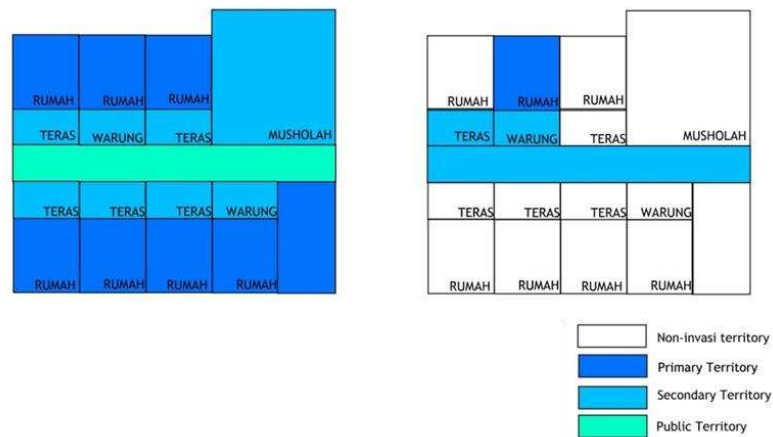 RUMAH RUMAH RUMAH
TERAS WARUNG TERAS MUSHOLAH
TERAS TERAS TERAS WARUNG
RUMAH RUMAH RUMAH RUMAH
RUMAH RUMAH RUMAH
TERAS WARUNG TERAS MUSHOLAH
TERAS TERAS TERAS WARUNG
RUMAH RUMAH RUMAH RUMAH
Non-invasi territory
Primary Territory
Secondary Territory
Public Territory